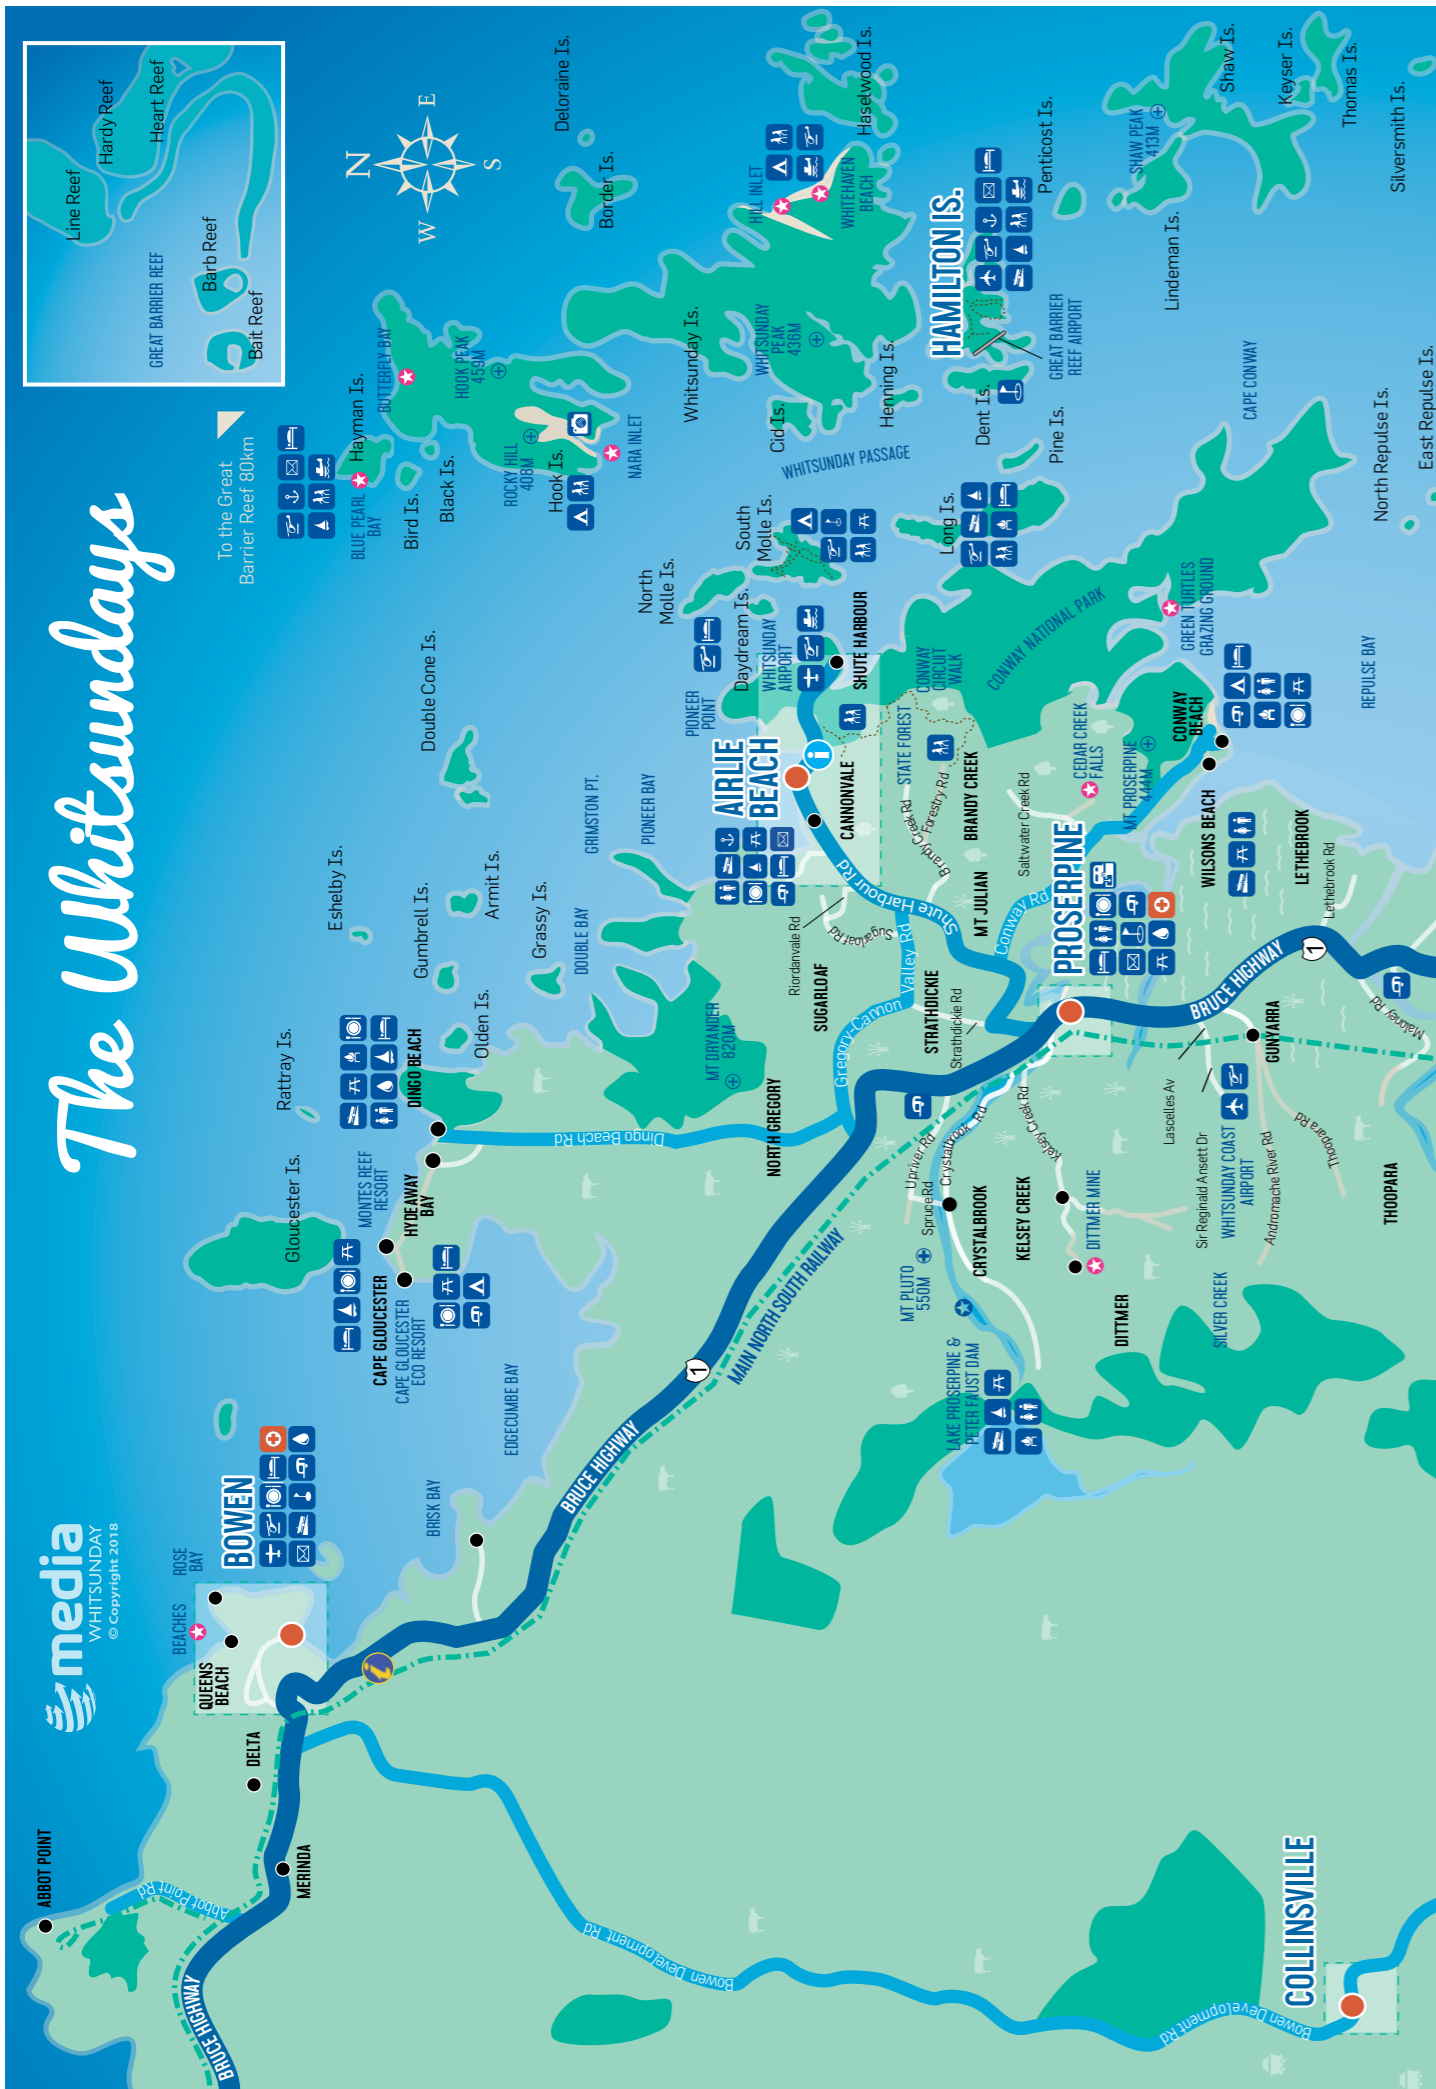 The Whitsundays
media
WHITSUNDAY
© Copyright 2018
To the Great
Barrier Reef 80km
N
E
S
W
Line Reef
Hardy Reef
Heart Reef
GREAT BARRIER REEF
Barb Reef
Bait Reef
ABBOT POINT
Abbot Point Rd
BRUCE HIGHWAY
MERINDA
DELTA
QUEENS
BEACH
BEACHES
ROSE
BAY
BOWEN
i
BRISK BAY
EDGECUMBE BAY
BRUCE HIGHWAY
1
MAIN NORTH SOUTH RAILWAY
Bowen Development Rd
Bowen Development Rd
COLLINSVILLE
Gloucester Is.
Rattray Is.
CAPE GLOUCESTER
CAPE GLOUCESTER
ECO RESORT
MONTES REEF
RESORT
HYDEAWAY
BAY
DINGO BEACH
Dingo Beach Rd
Eshelby Is.
Gumbrell Is.
Armit Is.
Olden Is.
Grassy Is.
Double Cone Is.
DOUBLE BAY
GRIMSTON PT.
PIONEER BAY
PIONEER
POINT
MT DRYANDER
820M
NORTH GREGORY
Gregory-Cannon
Valley Rd
SUGARLOAF
Sugarloaf Rd
Riordanvale Rd
STRATHDICKIE
Strathdickie Rd
AIRLIE
BEACH
i
CANNONVALE
Shute Harbour Rd
WHITSUNDAY
AIRPORT
SHUTE HARBOUR
STATE FOREST
CONWAY
CIRCUIT
WALK
CONWAY NATIONAL PARK
Brandy Creek Rd
Forestry Rd
BRANDY CREEK
MT JULIAN
Saltwater Creek Rd
CEDAR CREEK
FALLS
MT PROSERPINE
444M
Conway Rd
PROSERPINE
CONWAY
BEACH
WILSONS BEACH
GREEN TURTLES
GRAZING GROUND
REPULSE BAY
CAPE CONWAY
LETHEBROOK
Lethebrook Rd
BRUCE HIGHWAY
1
Maloney Rd
GUNYARRA
Lascelles Av
Sir Reginald Ansett Dr
WHITSUNDAY COAST
AIRPORT
Andromache River Rd
Thoopara Rd
THOOPARA
SILVER CREEK
Upriver Rd
Spruce Rd
Crystalbrook Rd
CRYSTALBROOK
Kelsey Creek Rd
KELSEY CREEK
MT PLUTO
550M
LAKE PROSERPINE &
PETER FAUST DAM
DITTMER MINE
DITTMER
Hayman Is.
BLUE PEARL
BAY
BUTTERFLY BAY
Bird Is.
Black Is.
HOOK PEAK
459M
ROCKY HILL
408M
Hook Is.
NARA INLET
Deloraine Is.
Border Is.
Whitsunday Is.
WHITSUNDAY
PEAK
436M
HILL INLET
WHITEHAVEN
BEACH
Haselwood Is.
Cid Is.
Henning Is.
WHITSUNDAY PASSAGE
North
Molle Is.
South
Molle Is.
Daydream Is.
Long Is.
HAMILTON IS.
GREAT BARRIER
REEF AIRPORT
Dent Is.
Pine Is.
Penticost Is.
Lindeman Is.
SHAW PEAK
413M
Shaw Is.
Keyser Is.
Thomas Is.
Silversmith Is.
North Repulse Is.
East Repulse Is.